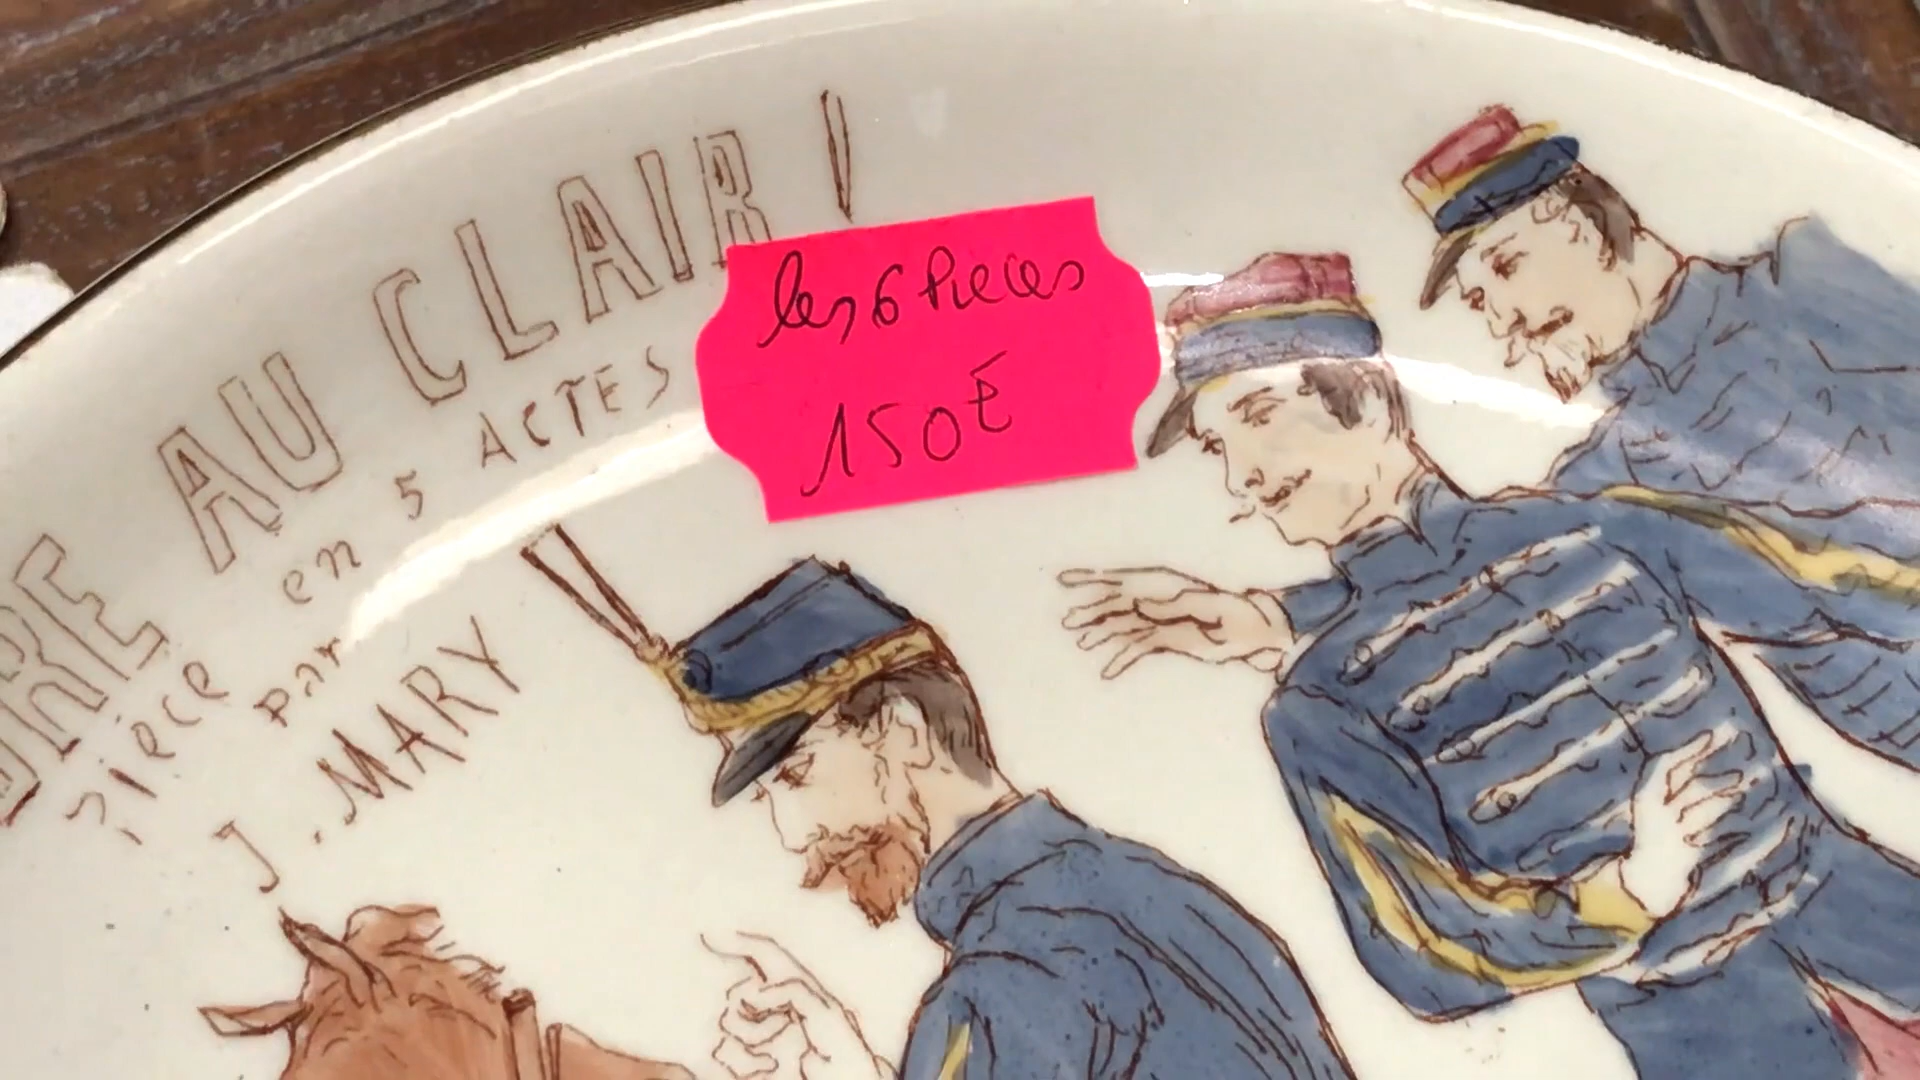 AU CLAIR !
pièce en 5 ACTES
par
J. MARY
les 6 Pieces
150€